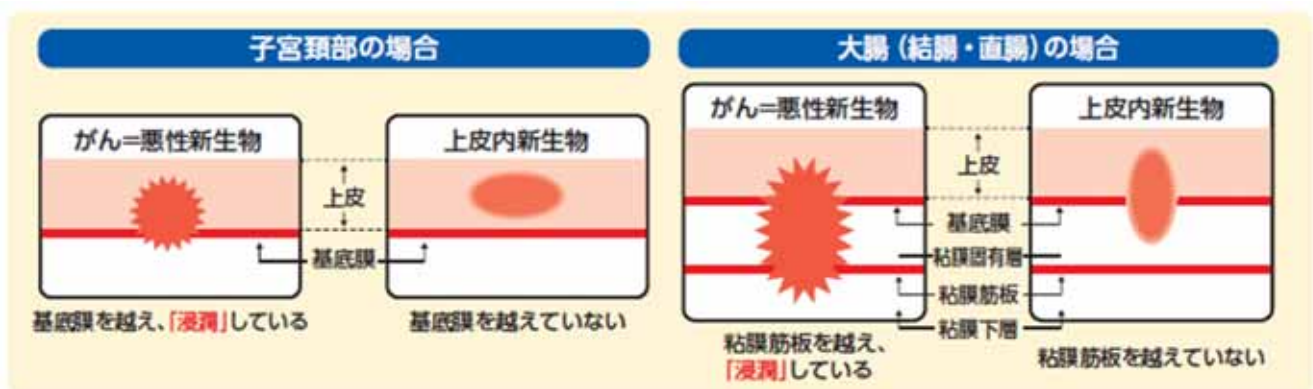 子宮頚部の場合
がん=悪性新生物
上皮内新生物
上皮
基底膜
基底膜を越え、「浸潤」している
基底膜を越えていない
大腸（結腸・直腸）の場合
がん=悪性新生物
上皮内新生物
上皮
基底膜
粘膜固有層
粘膜筋板
粘膜下層
粘膜筋板を越え、
「浸潤」している
粘膜筋板を越えていない